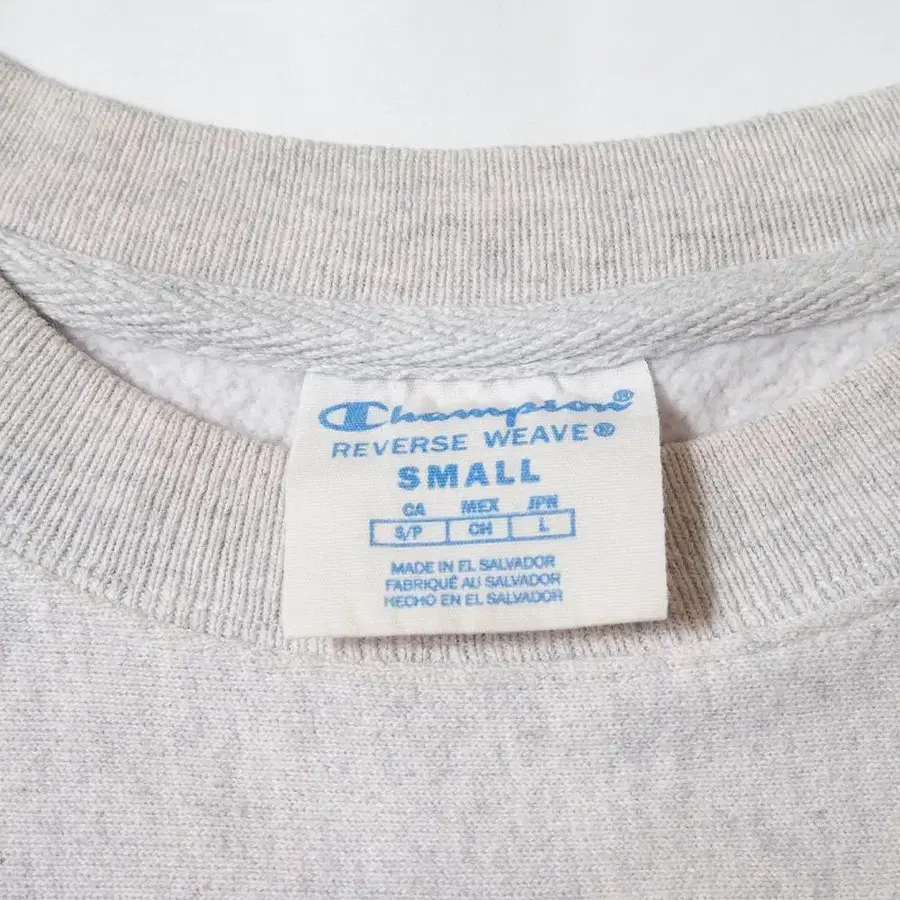 Champion®
REVERSE WEAVE®
SMALL
CA MEX JPN
S/P CH L
MADE IN EL SALVADOR
FABRIQUÉ AU SALVADOR
HECHO EN EL SALVADOR